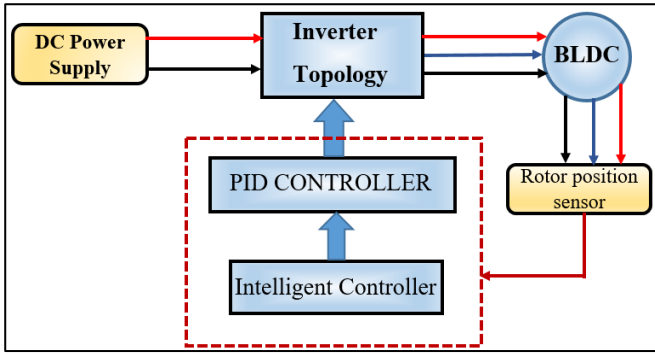 DC Power
Supply
Inverter
Topology
BLDC
PID CONTROLLER
Rotor position
sensor
Intelligent Controller